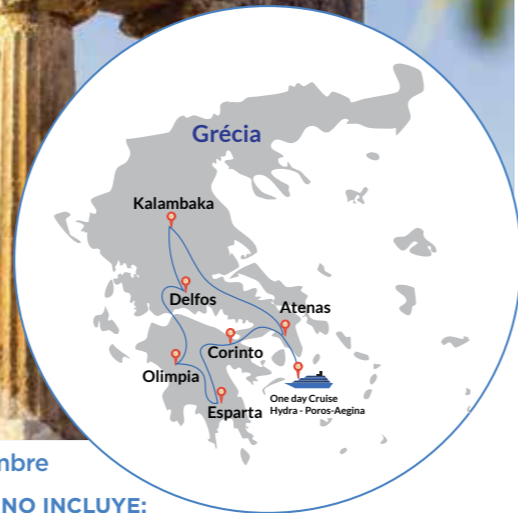 Grécia
Kalambaka
Delfos
Atenas
Corinto
Olimpia
Esparta
One day Cruise
Hydra - Poros-Aegina
mbre
NO INCLUYE: